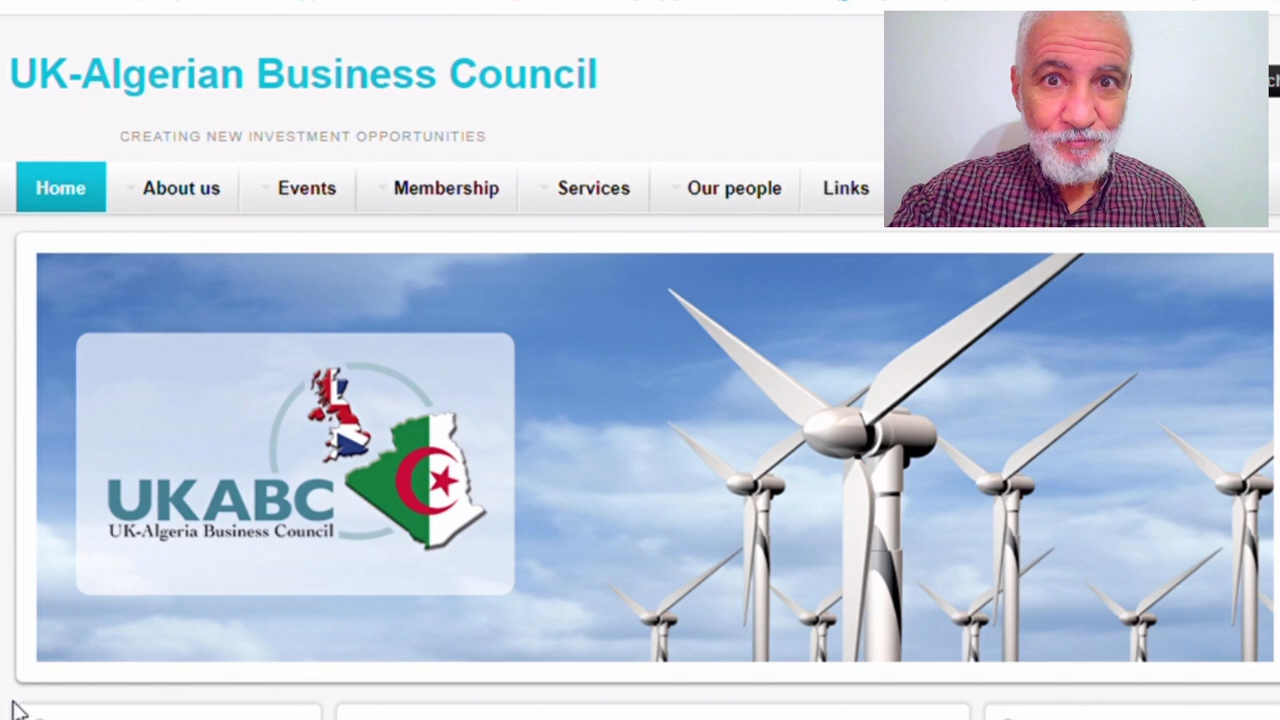 UK-Algerian Business Council
CREATING NEW INVESTMENT OPPORTUNITIES
Home About us Events Membership Services Our people Links
UKABC
UK-Algeria Business Council